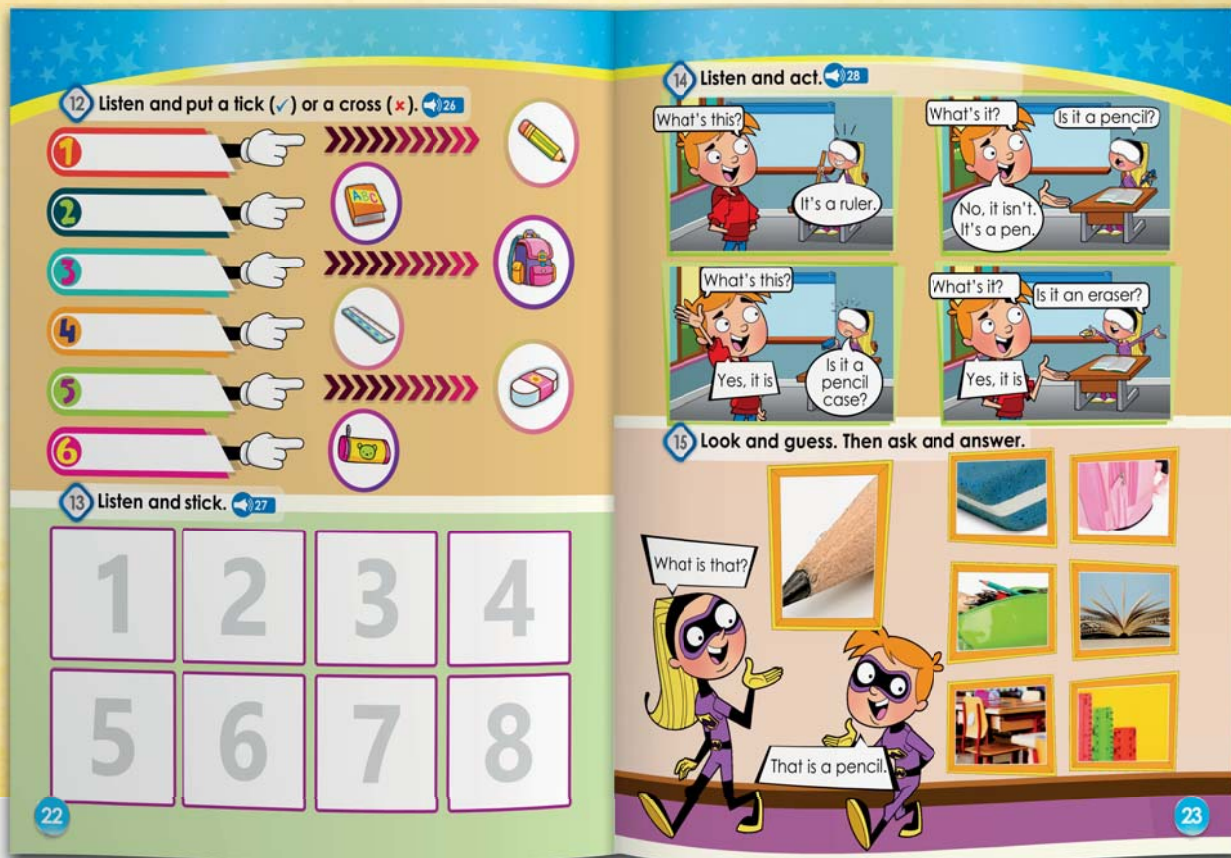 12 Listen and put a tick (✓) or a cross (×). 26
1
2
ABC
3
4
5
6
13 Listen and stick. 27
1 2 3 4
5 6 7 8
22
14 Listen and act. 28
What's this?
It's a ruler.
What's it?
Is it a pencil?
No, it isn't.
It's a pen.
What's this?
Is it a
pencil
case?
Yes, it is
What's it?
Is it an eraser?
Yes, it is
15 Look and guess. Then ask and answer.
What is that?
That is a pencil.
23